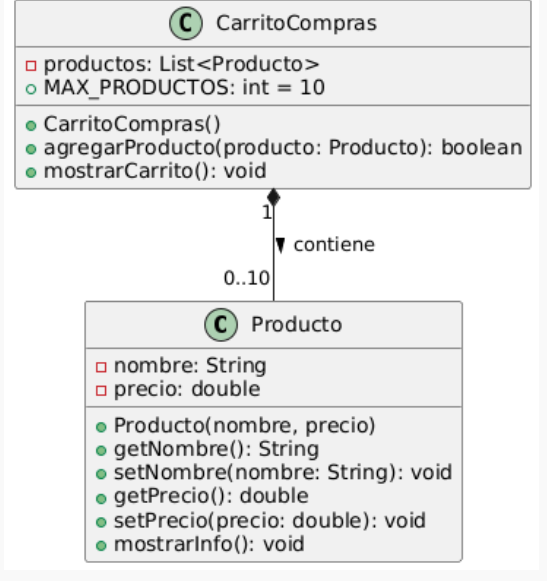 C CarritoCompras
productos: List<Producto>
MAX_PRODUCTOS: int = 10
CarritoCompras()
agregarProducto(producto: Producto): boolean
mostrarCarrito(): void
1
contiene
0..10
C Producto
nombre: String
precio: double
Producto(nombre, precio)
getNombre(): String
setNombre(nombre: String): void
getPrecio(): double
setPrecio(precio: double): void
mostrarInfo(): void